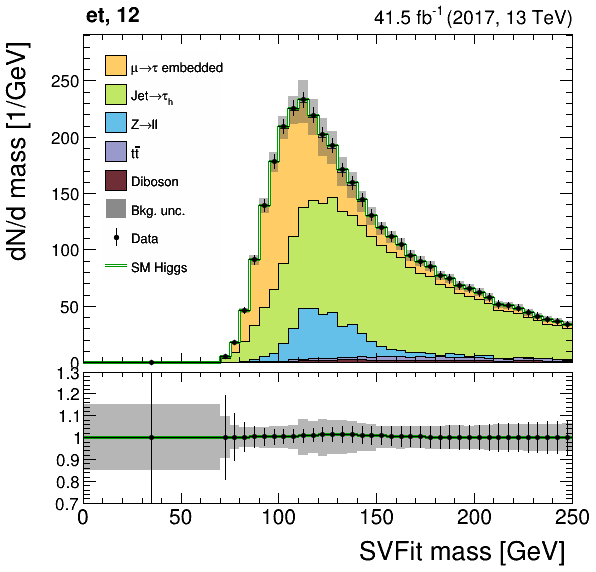 et, 12
41.5 fb⁻¹ (2017, 13 TeV)
dN/d mass [1/GeV]
250
200
150
100
50
0
μ→τ embedded
Jet→τₕ
Z→ll
tt̄
Diboson
Bkg. unc.
Data
SM Higgs
1.3
1.2
1.1
1
0.9
0.8
0.7
0 50 100 150 200 250
SVFit mass [GeV]